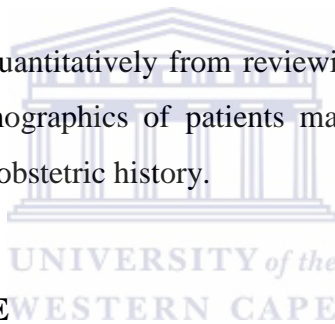 uantitatively from reviewi
nographics of patients ma
obstetric history.
UNIVERSITY of the
E
WESTERN CAPE